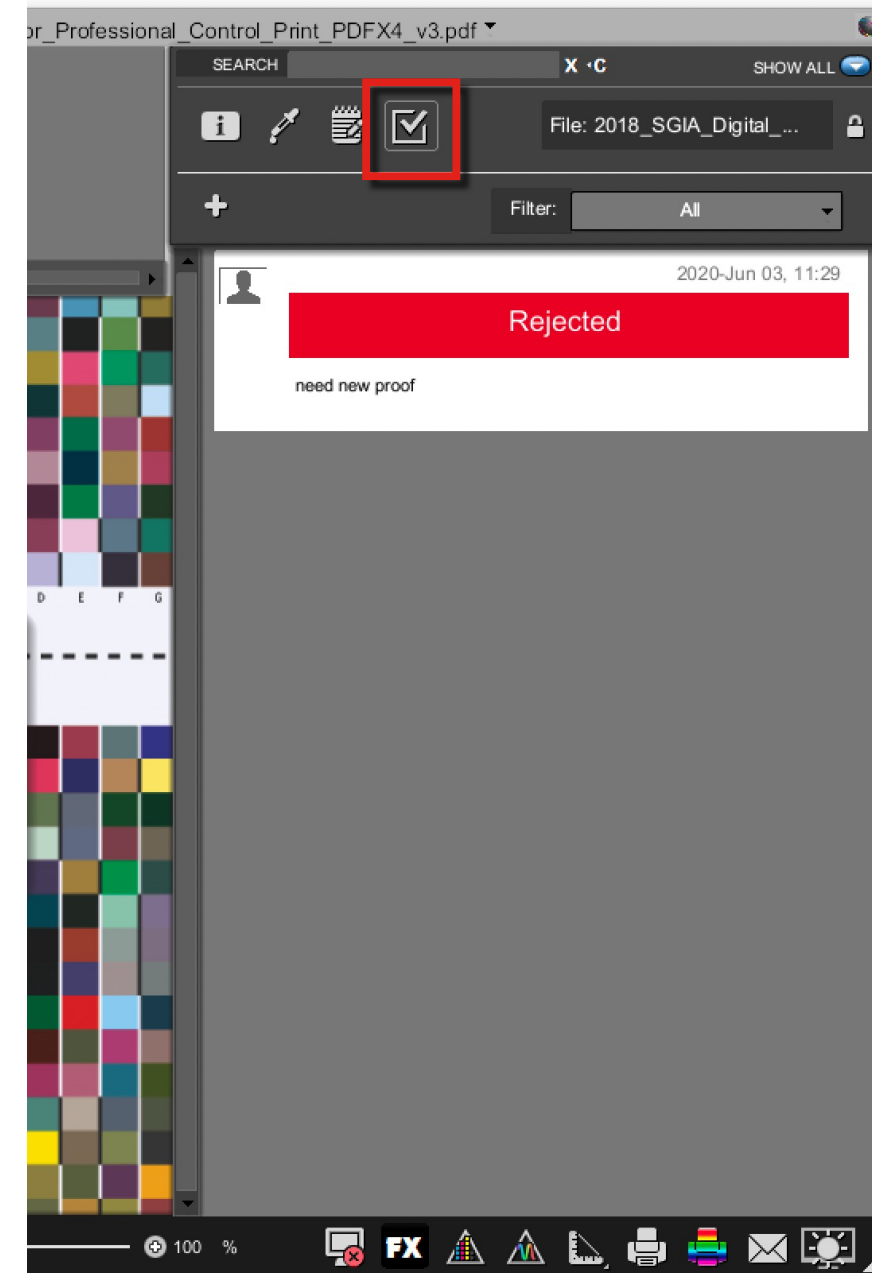 or_Professional_Control_Print_PDFX4_v3.pdf
SEARCH X C SHOW ALL
i File: 2018_SGIA_Digital_...
Filter: All
2020-Jun 03, 11:29
Rejected
need new proof
D E F G
100 %
FX